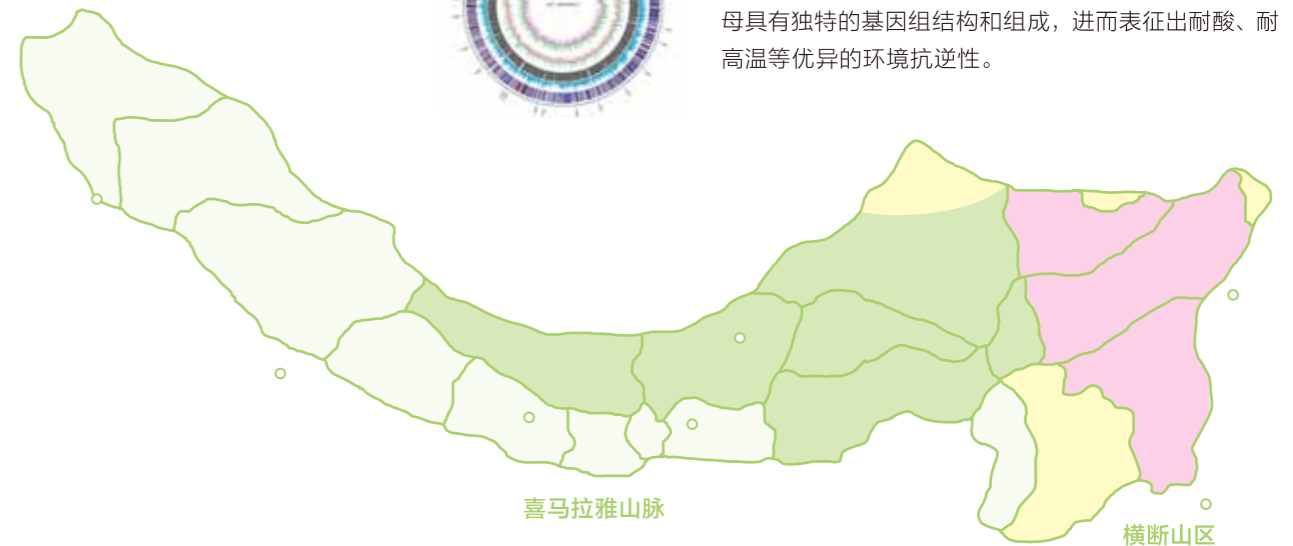 母具有独特的基因组结构和组成，进而表征出耐酸、耐
高温等优异的环境抗逆性。
喜马拉雅山脉
横断山区